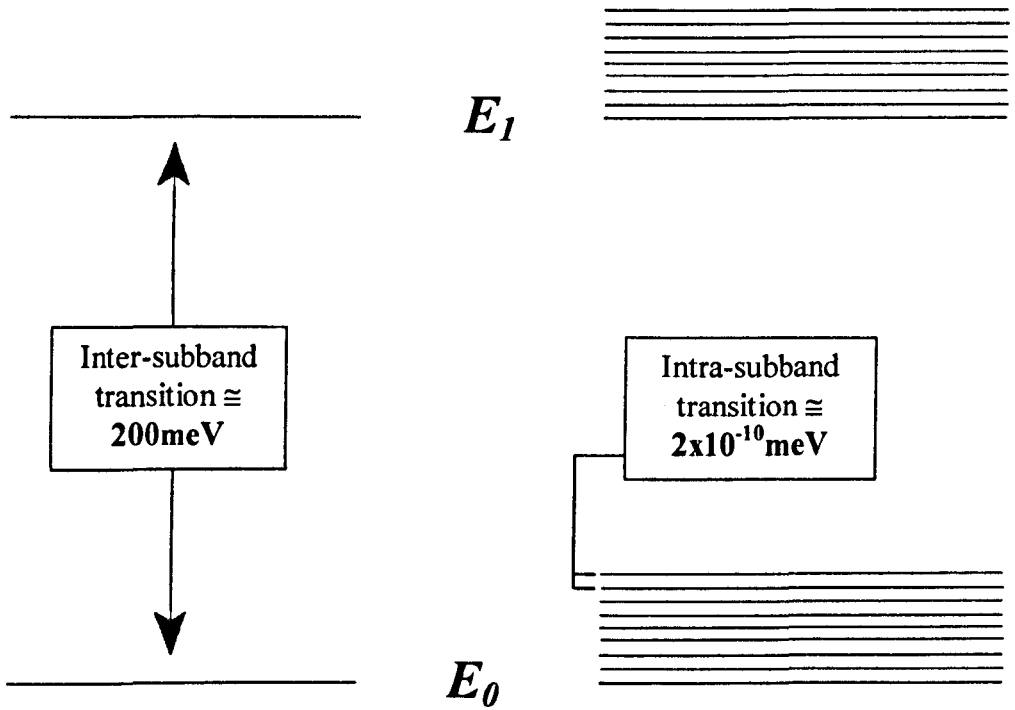 E₁
Inter-subband
transition ≅
200meV
Intra-subband
transition ≅
2x10⁻¹⁰meV
E₀